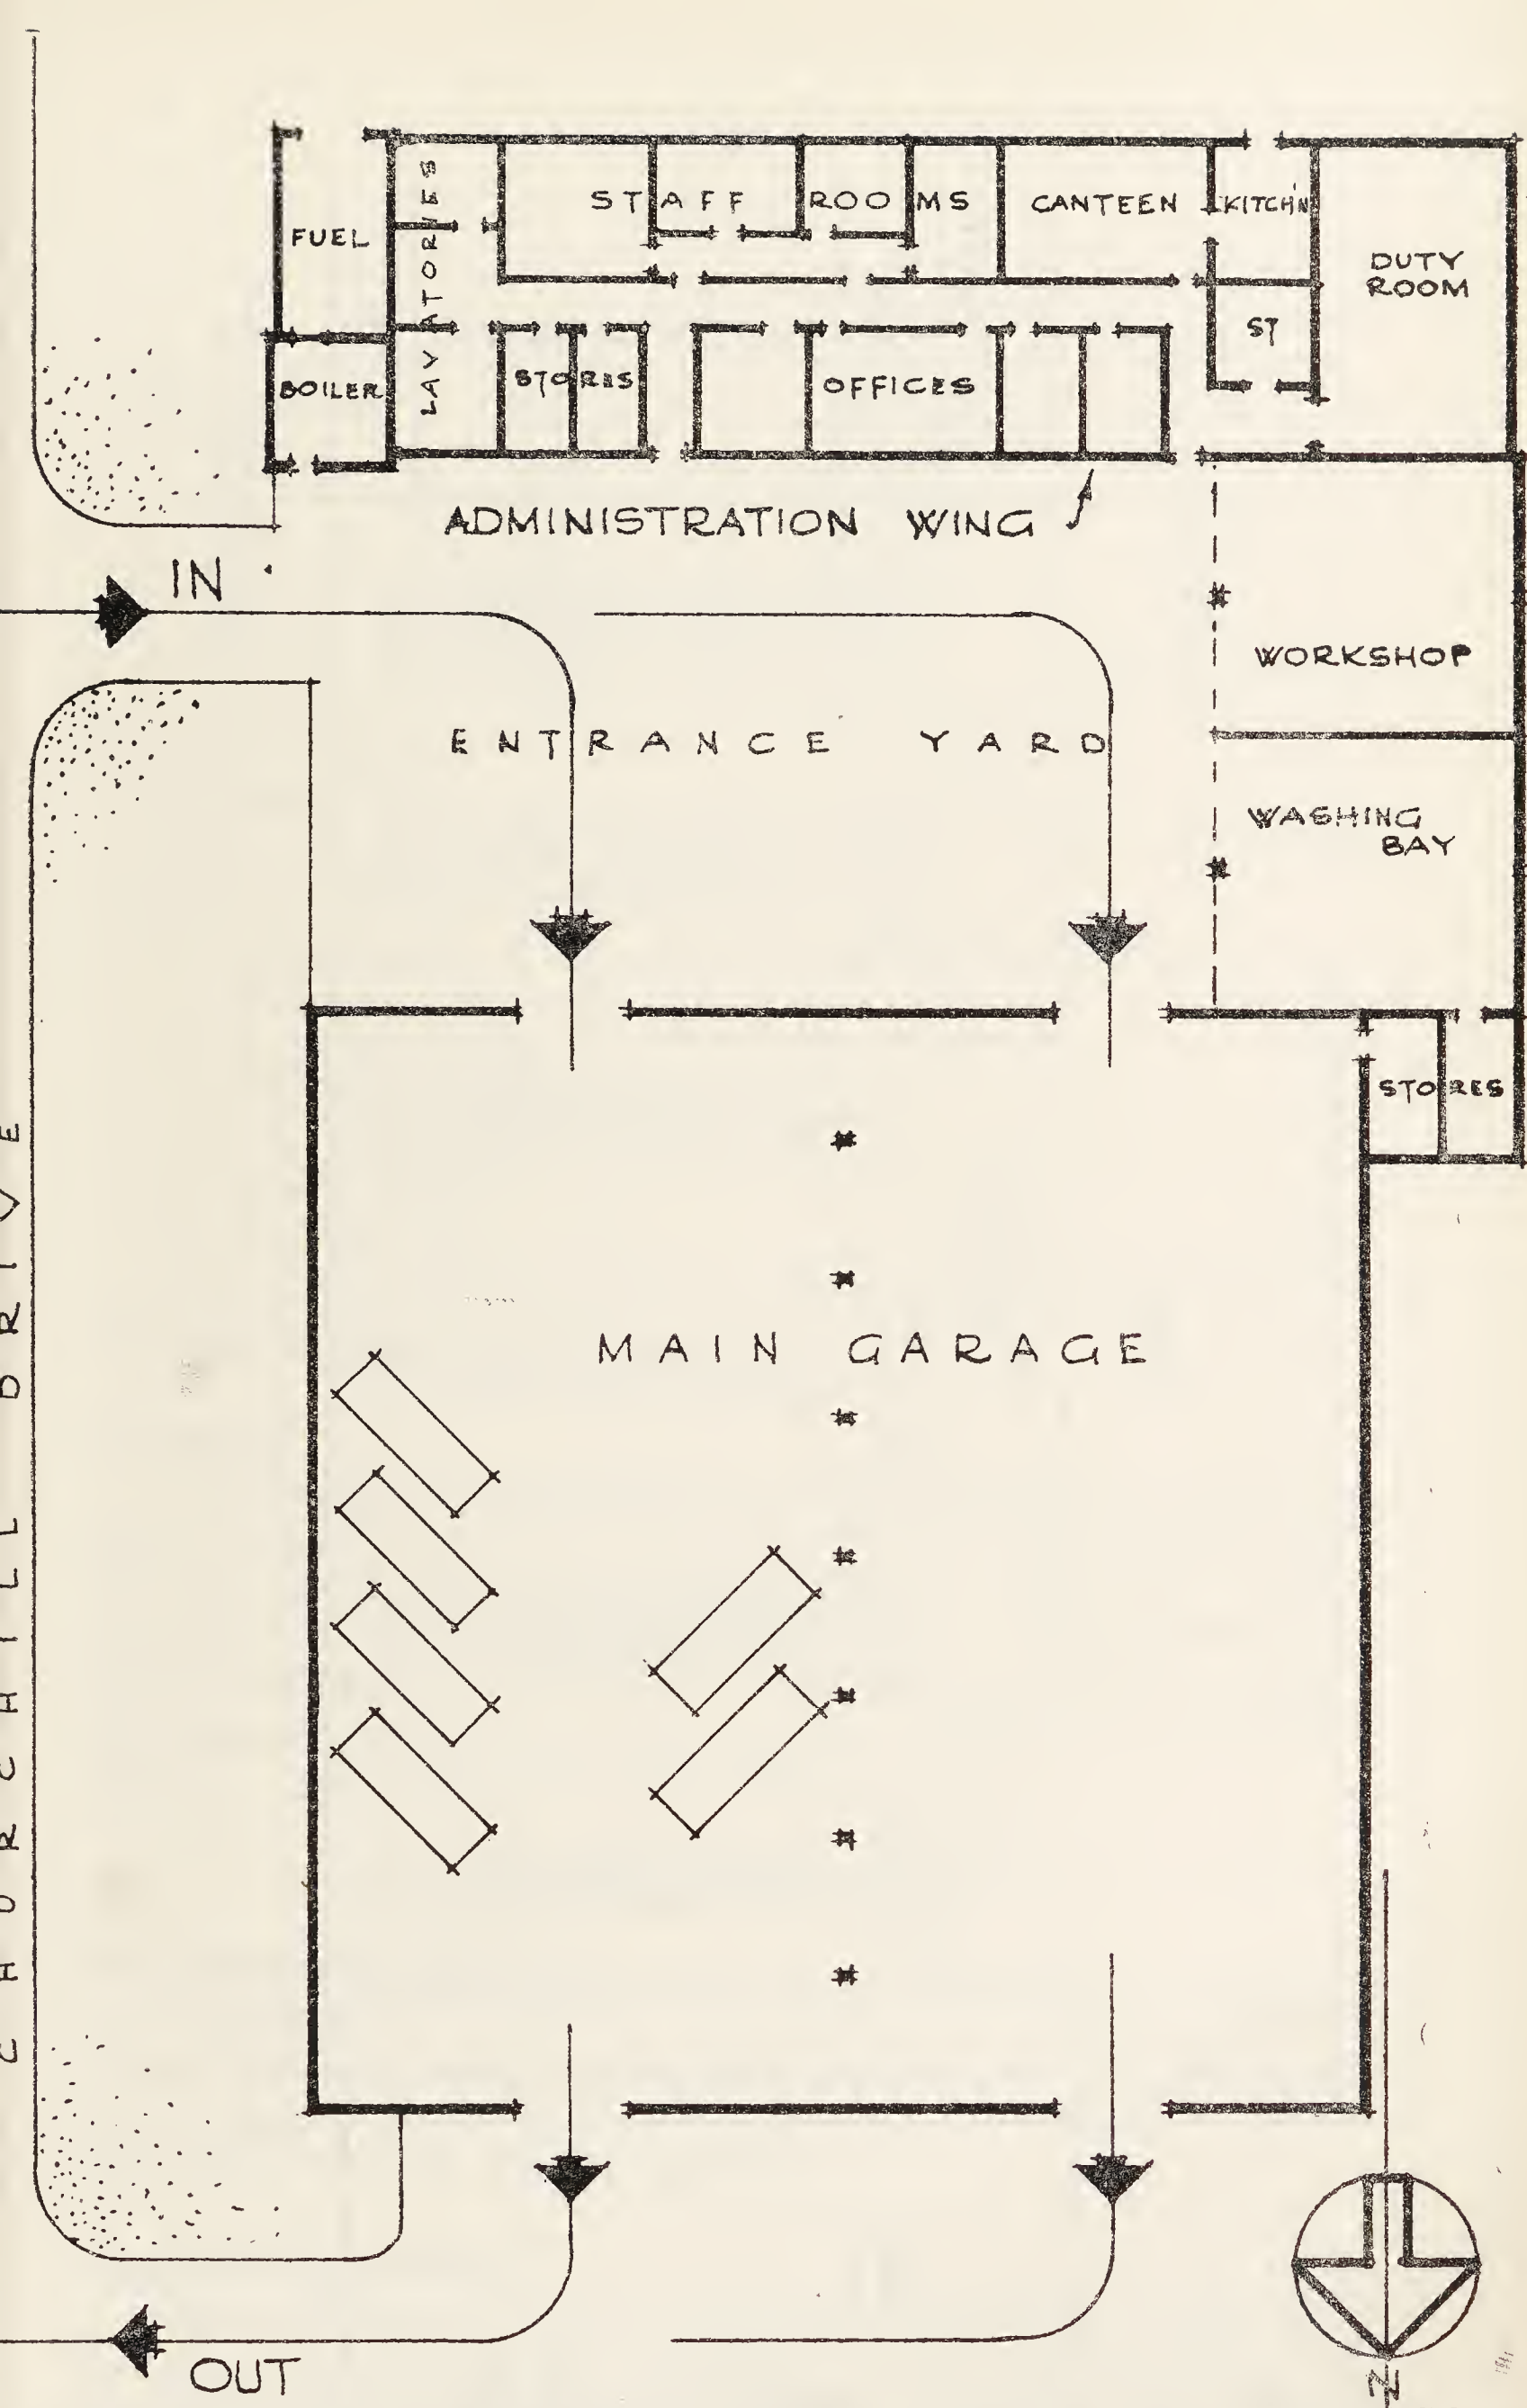 FUEL
LAVATORIES
STAFF ROOMS
CANTEEN
KITCH'N
DUTY
ROOM
BOILER
STORES
OFFICES
ST
ADMINISTRATION WING
IN
WORKSHOP
ENTRANCE YARD
WASHING
BAY
STORES
CHURCHILL DRIVE
MAIN GARAGE
OUT
N